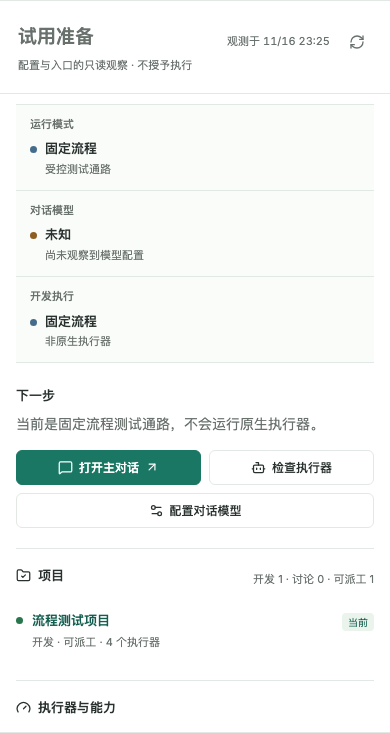 试用准备
观测于 11/16 23:25
配置与入口的只读观察 · 不授予执行
运行模式
固定流程
受控测试通路
对话模型
未知
尚未观察到模型配置
开发执行
固定流程
非原生执行器
下一步
当前是固定流程测试通路，不会运行原生执行器。
打开主对话
检查执行器
配置对话模型
项目
开发 1 · 讨论 0 · 可派工 1
流程测试项目
当前
开发 · 可派工 · 4 个执行器
执行器与能力